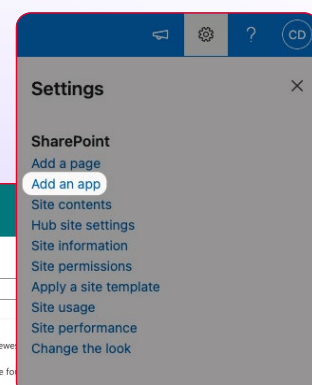 ?
CD
Settings
SharePoint
Add a page
Add an app
Site contents
Hub site settings
Site information
Site permissions
Apply a site template
Site usage
Site performance
Change the look